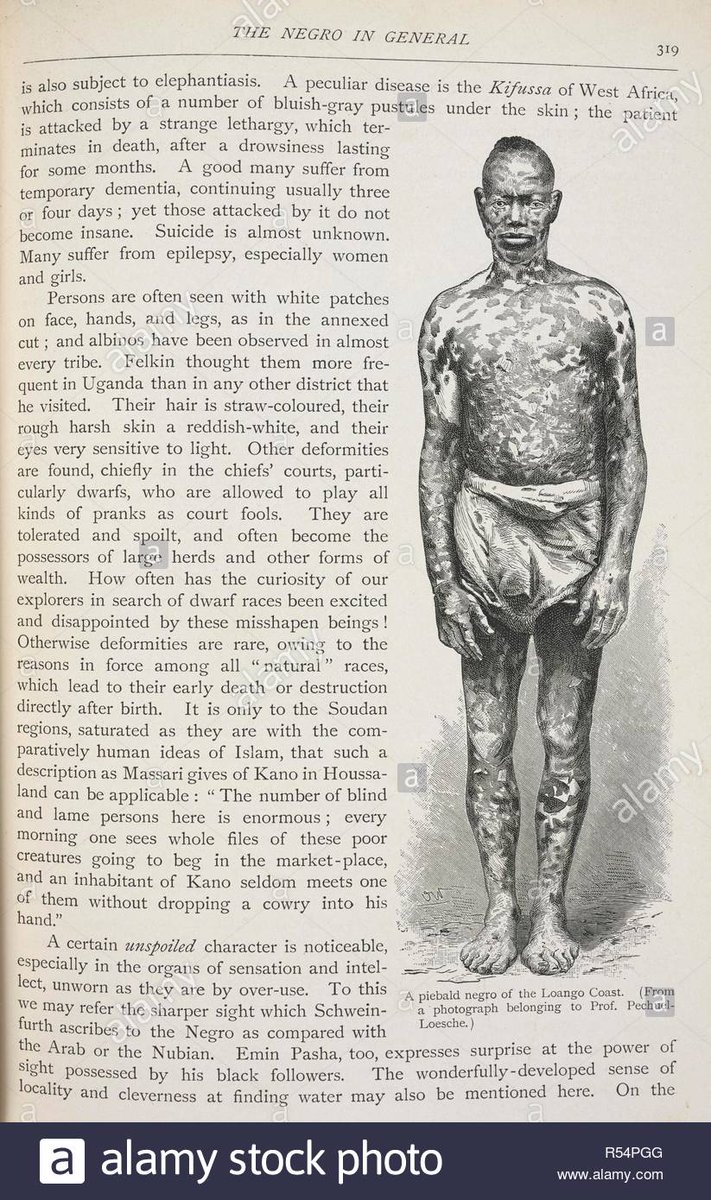 THE NEGRO IN GENERAL
319
is also subject to elephantiasis. A peculiar disease is the Kifussa of West Africa,
which consists of a number of bluish-gray pustules under the skin; the patient
is attacked by a strange lethargy, which ter-
minates in death, after a drowsiness lasting
for some months. A good many suffer from
temporary dementia, continuing usually three
or four days; yet those attacked by it do not
become insane. Suicide is almost unknown.
Many suffer from epilepsy, especially women
and girls.
Persons are often seen with white patches
on face, hands, and legs, as in the annexed
cut; and albinos have been observed in almost
every tribe. Felkin thought them more fre-
quent in Uganda than in any other district that
he visited. Their hair is straw-coloured, their
rough harsh skin a reddish-white, and their
eyes very sensitive to light. Other deformities
are found, chiefly in the chiefs' courts, parti-
cularly dwarfs, who are allowed to play all
kinds of pranks as court fools. They are
tolerated and spoilt, and often become the
possessors of large herds and other forms of
wealth. How often has the curiosity of our
explorers in search of dwarf races been excited
and disappointed by these misshapen beings!
Otherwise deformities are rare, owing to the
reasons in force among all "natural" races,
which lead to their early death or destruction
directly after birth. It is only to the Soudan
regions, saturated as they are with the com-
paratively human ideas of Islam, that such a
description as Massari gives of Kano in Houssa-
land can be applicable: "The number of blind
and lame persons here is enormous; every
morning one sees whole files of these poor
creatures going to beg in the market-place,
and an inhabitant of Kano seldom meets one
of them without dropping a cowry into his
hand."
A certain unspoiled character is noticeable,
especially in the organs of sensation and intel-
lect, unworn as they are by over-use. To this
we may refer the sharper sight which Schwein-
furth ascribes to the Negro as compared with
the Arab or the Nubian. Emin Pasha, too, expresses surprise at the power of
sight possessed by his black followers. The wonderfully-developed sense of
locality and cleverness at finding water may also be mentioned here. On the
A piebald negro of the Loango Coast. (From
a photograph belonging to Prof. Pechuel-
Loesche.)
alamy
a
a alamy stock photo
R54PGG
www.alamy.com